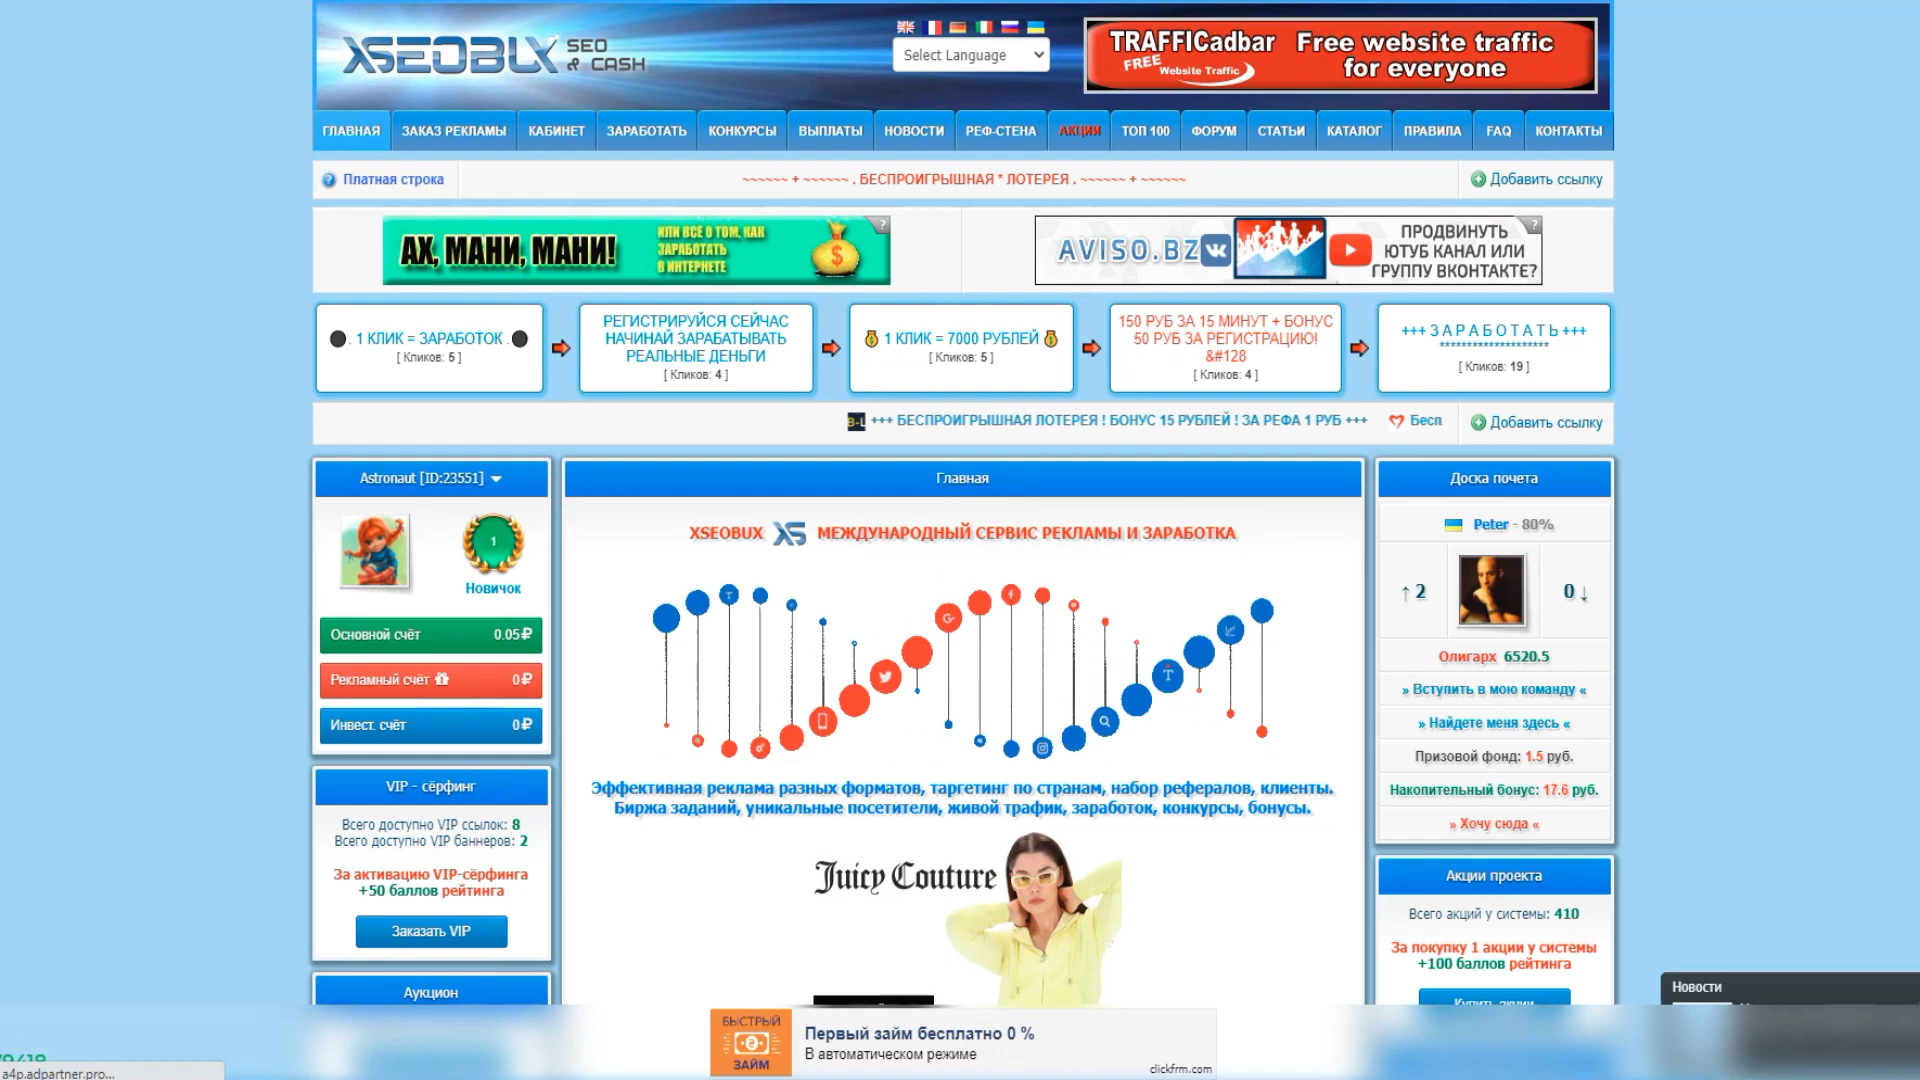 XSEOBUX SEO & CASH
Select Language
TRAFFICadbar
FREE Website Traffic
Free website traffic
for everyone
ГЛАВНАЯ ЗАКАЗ РЕКЛАМЫ КАБИНЕТ ЗАРАБОТАТЬ КОНКУРСЫ ВЫПЛАТЫ НОВОСТИ РЕФ-СТЕНА АКЦИИ ТОП 100 ФОРУМ СТАТЬИ КАТАЛОГ ПРАВИЛА FAQ КОНТАКТЫ
Платная строка
~~~~~~ + ~~~~~~ . БЕСПРОИГРЫШНАЯ * ЛОТЕРЕЯ . ~~~~~~ + ~~~~~~
Добавить ссылку
АХ, МАНИ, МАНИ!
ИЛИ ВСЕ О ТОМ, КАК
ЗАРАБОТАТЬ
В ИНТЕРНЕТЕ
AVISO.BZ
ПРОДВИНУТЬ
ЮТУБ КАНАЛ ИЛИ
ГРУППУ ВКОНТАКТЕ?
. 1 КЛИК = ЗАРАБОТОК .
[ Кликов: 5 ]
РЕГИСТРИРУЙСЯ СЕЙЧАС
НАЧИНАЙ ЗАРАБАТЫВАТЬ
РЕАЛЬНЫЕ ДЕНЬГИ
[ Кликов: 4 ]
1 КЛИК = 7000 РУБЛЕЙ
[ Кликов: 5 ]
150 РУБ ЗА 15 МИНУТ + БОНУС
50 РУБ ЗА РЕГИСТРАЦИЮ!
&#128
[ Кликов: 4 ]
+++ З А Р А Б О Т А Т Ь +++
********************
[ Кликов: 19 ]
B-L +++ БЕСПРОИГРЫШНАЯ ЛОТЕРЕЯ ! БОНУС 15 РУБЛЕЙ ! ЗА РЕФА 1 РУБ +++ Бесп
Добавить ссылку
Astronaut [ID:23551]
1
Новичок
Основной счёт 0.05₽
Рекламный счёт 0₽
Инвест. счёт 0₽
VIP - сёрфинг
Всего доступно VIP ссылок: 8
Всего доступно VIP баннеров: 2
За активацию VIP-сёрфинга
+50 баллов рейтинга
Заказать VIP
Аукцион
Главная
XSEOBUX XS МЕЖДУНАРОДНЫЙ СЕРВИС РЕКЛАМЫ И ЗАРАБОТКА
Эффективная реклама разных форматов, таргетинг по странам, набор рефералов, клиенты.
Биржа заданий, уникальные посетители, живой трафик, заработок, конкурсы, бонусы.
Juicy Couture
Доска почета
Peter - 80%
↑ 2
0 ↓
Олигарх 6520.5
» Вступить в мою команду «
» Найдете меня здесь «
Призовой фонд: 1.5 руб.
Накопительный бонус: 17.6 руб.
» Хочу сюда «
Акции проекта
Всего акций у системы: 410
За покупку 1 акции у системы
+100 баллов рейтинга
Купить акции
Новости
БЫСТРЫЙ
ЗАЙМ
Первый займ бесплатно 0 %
В автоматическом режиме
clickfrm.com
a4p.adpartner.pro...